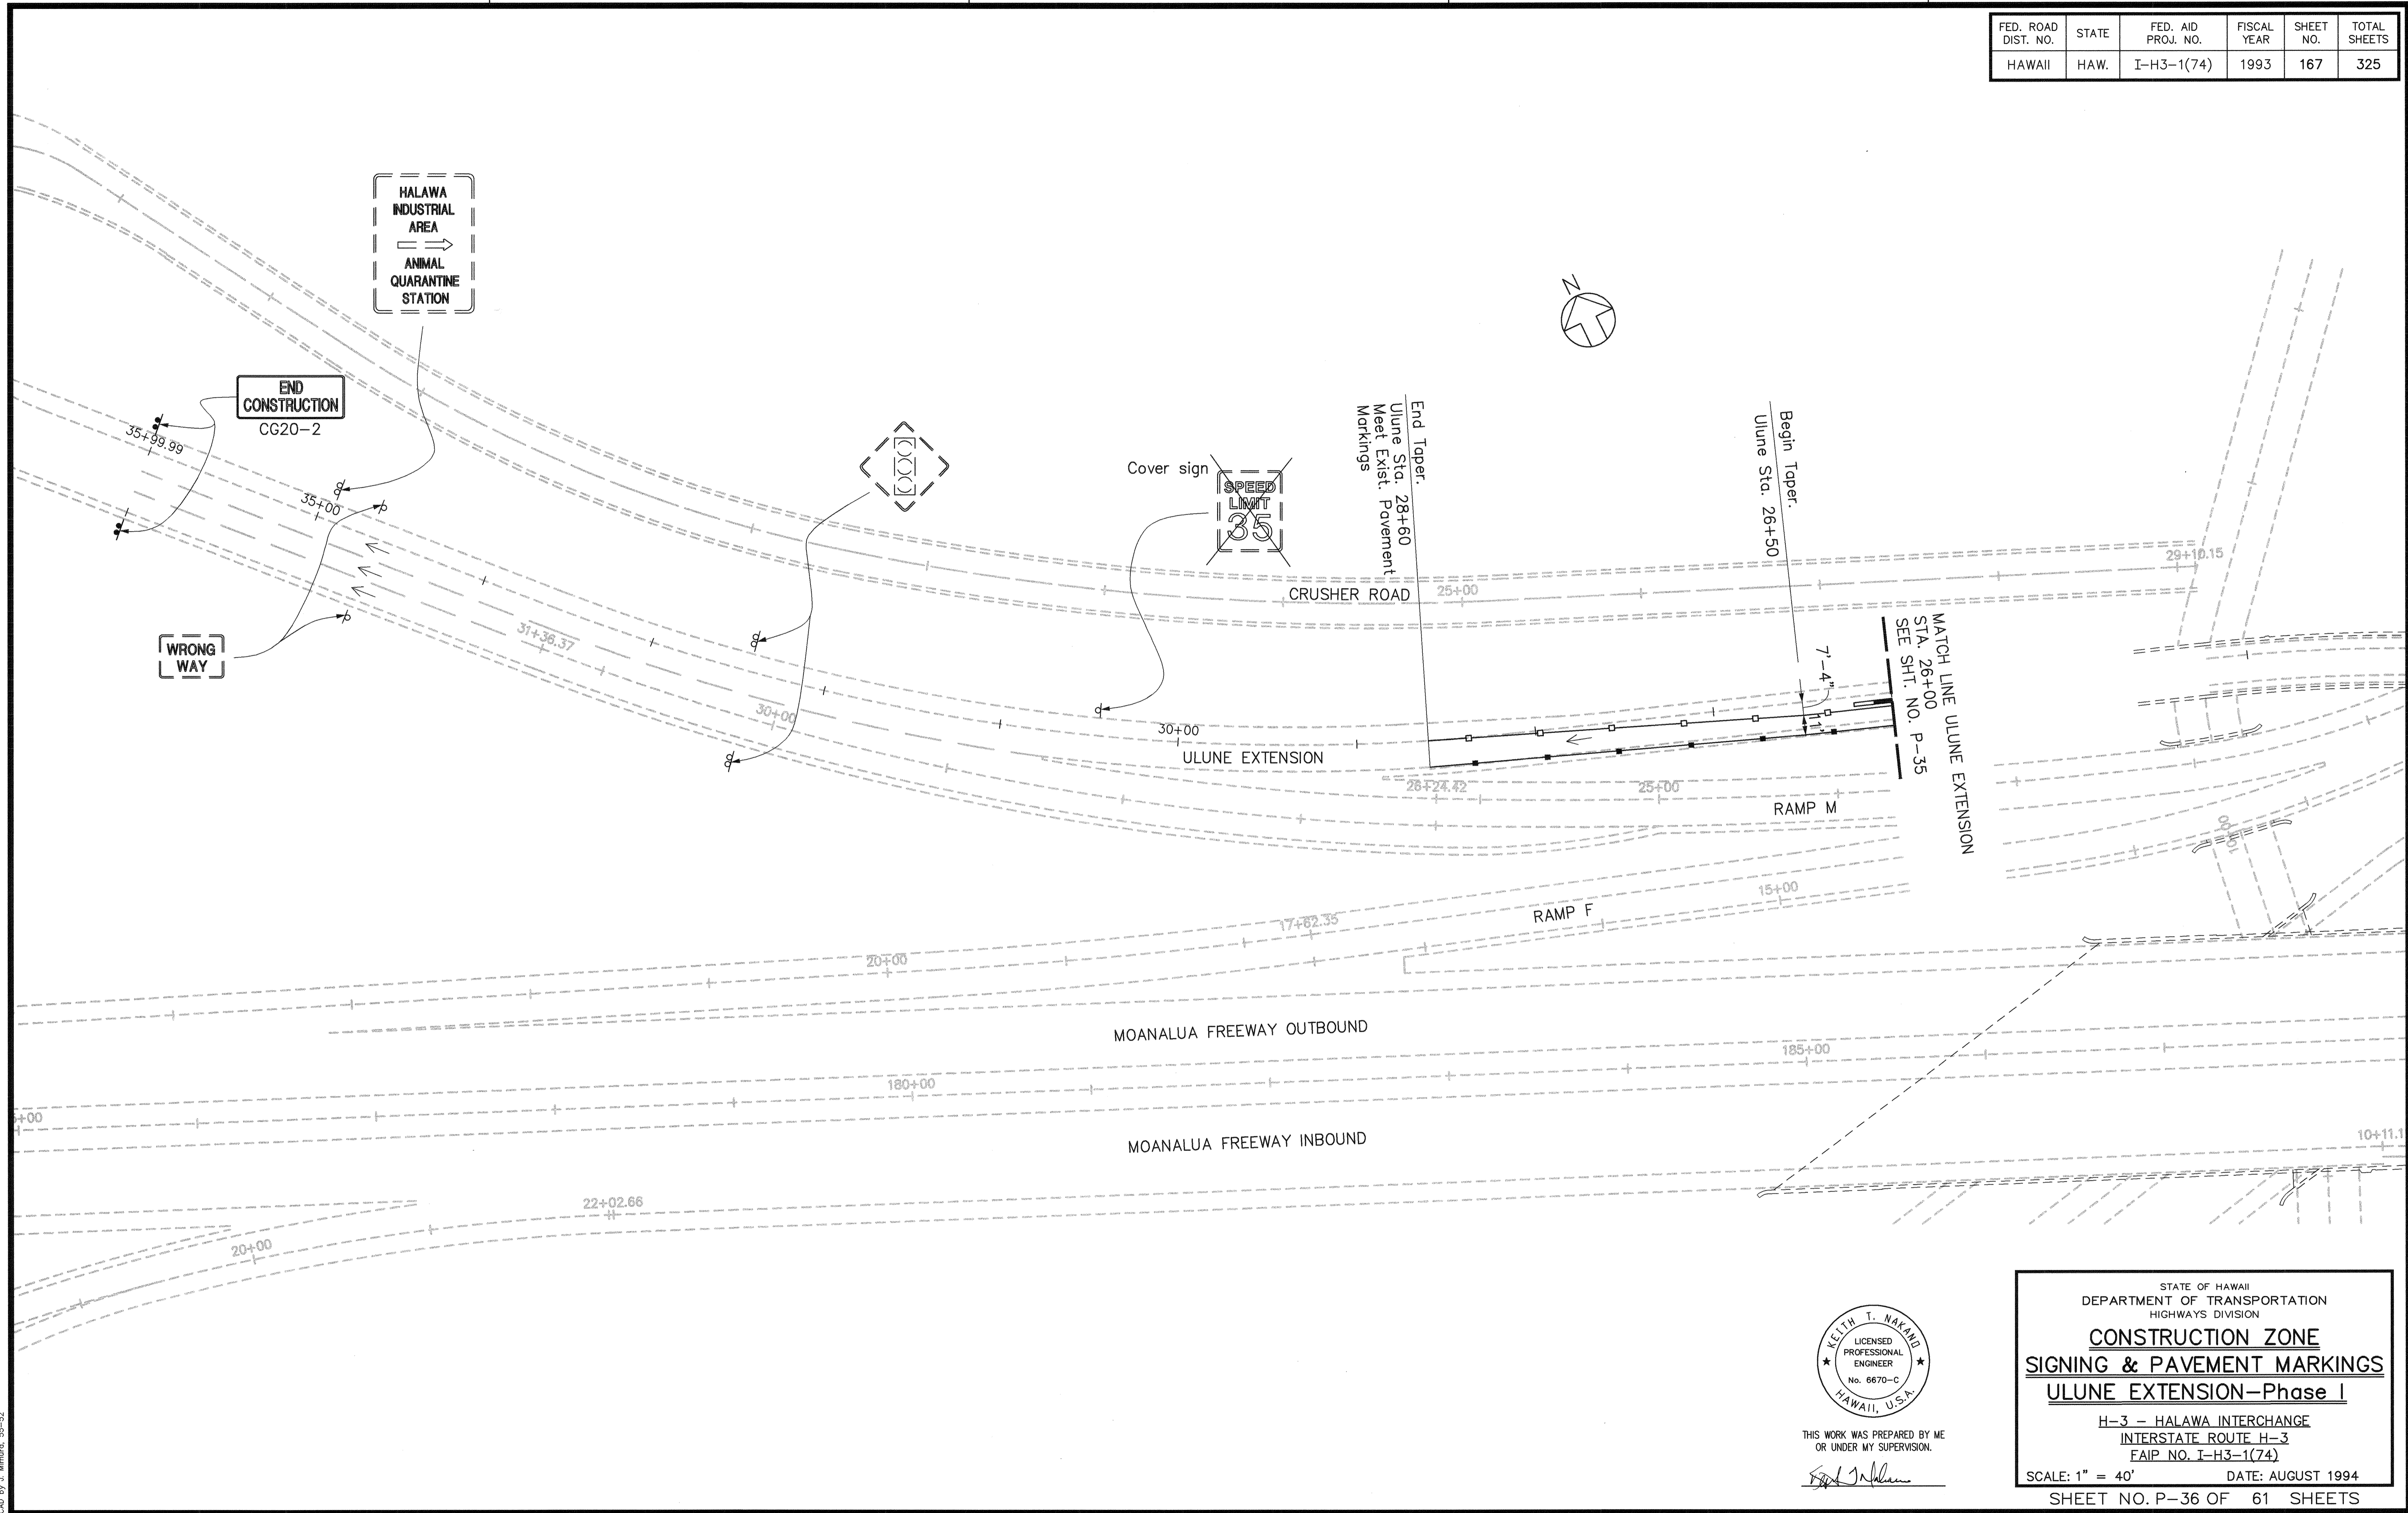 FED. ROAD DIST. NO.
STATE
FED. AID PROJ. NO.
FISCAL YEAR
SHEET NO.
TOTAL SHEETS
HAWAII
HAW.
I-H3-1(74)
1993
167
325
HALAWA
INDUSTRIAL
AREA
ANIMAL
QUARANTINE
STATION
END
CONSTRUCTION
CG20-2
35+99.99
35+00
WRONG
WAY
31+36.37
30+00
Cover sign
SPEED
LIMIT
35
N
End Taper.
Ulune Sta. 28+60
Meet Exist. Pavement
Markings
Begin Taper.
Ulune Sta. 26+50
CRUSHER ROAD
25+00
29+10.15
7'-4"
11'
MATCH LINE ULUNE EXTENSION
STA. 26+00
SEE SHT. NO. P-35
30+00
ULUNE EXTENSION
26+24.42
25+00
RAMP M
10+00
15+00
RAMP F
17+62.35
20+00
MOANALUA FREEWAY OUTBOUND
185+00
180+00
5+00
MOANALUA FREEWAY INBOUND
10+11.1
22+02.66
20+00
KEITH T. NAKANO
LICENSED
PROFESSIONAL
ENGINEER
No. 6670-C
HAWAII, U.S.A.
THIS WORK WAS PREPARED BY ME
OR UNDER MY SUPERVISION.
STATE OF HAWAII
DEPARTMENT OF TRANSPORTATION
HIGHWAYS DIVISION
CONSTRUCTION ZONE
SIGNING & PAVEMENT MARKINGS
ULUNE EXTENSION-Phase I
H-3 - HALAWA INTERCHANGE
INTERSTATE ROUTE H-3
FAIP NO. I-H3-1(74)
SCALE: 1" = 40' DATE: AUGUST 1994
SHEET NO. P-36 OF 61 SHEETS